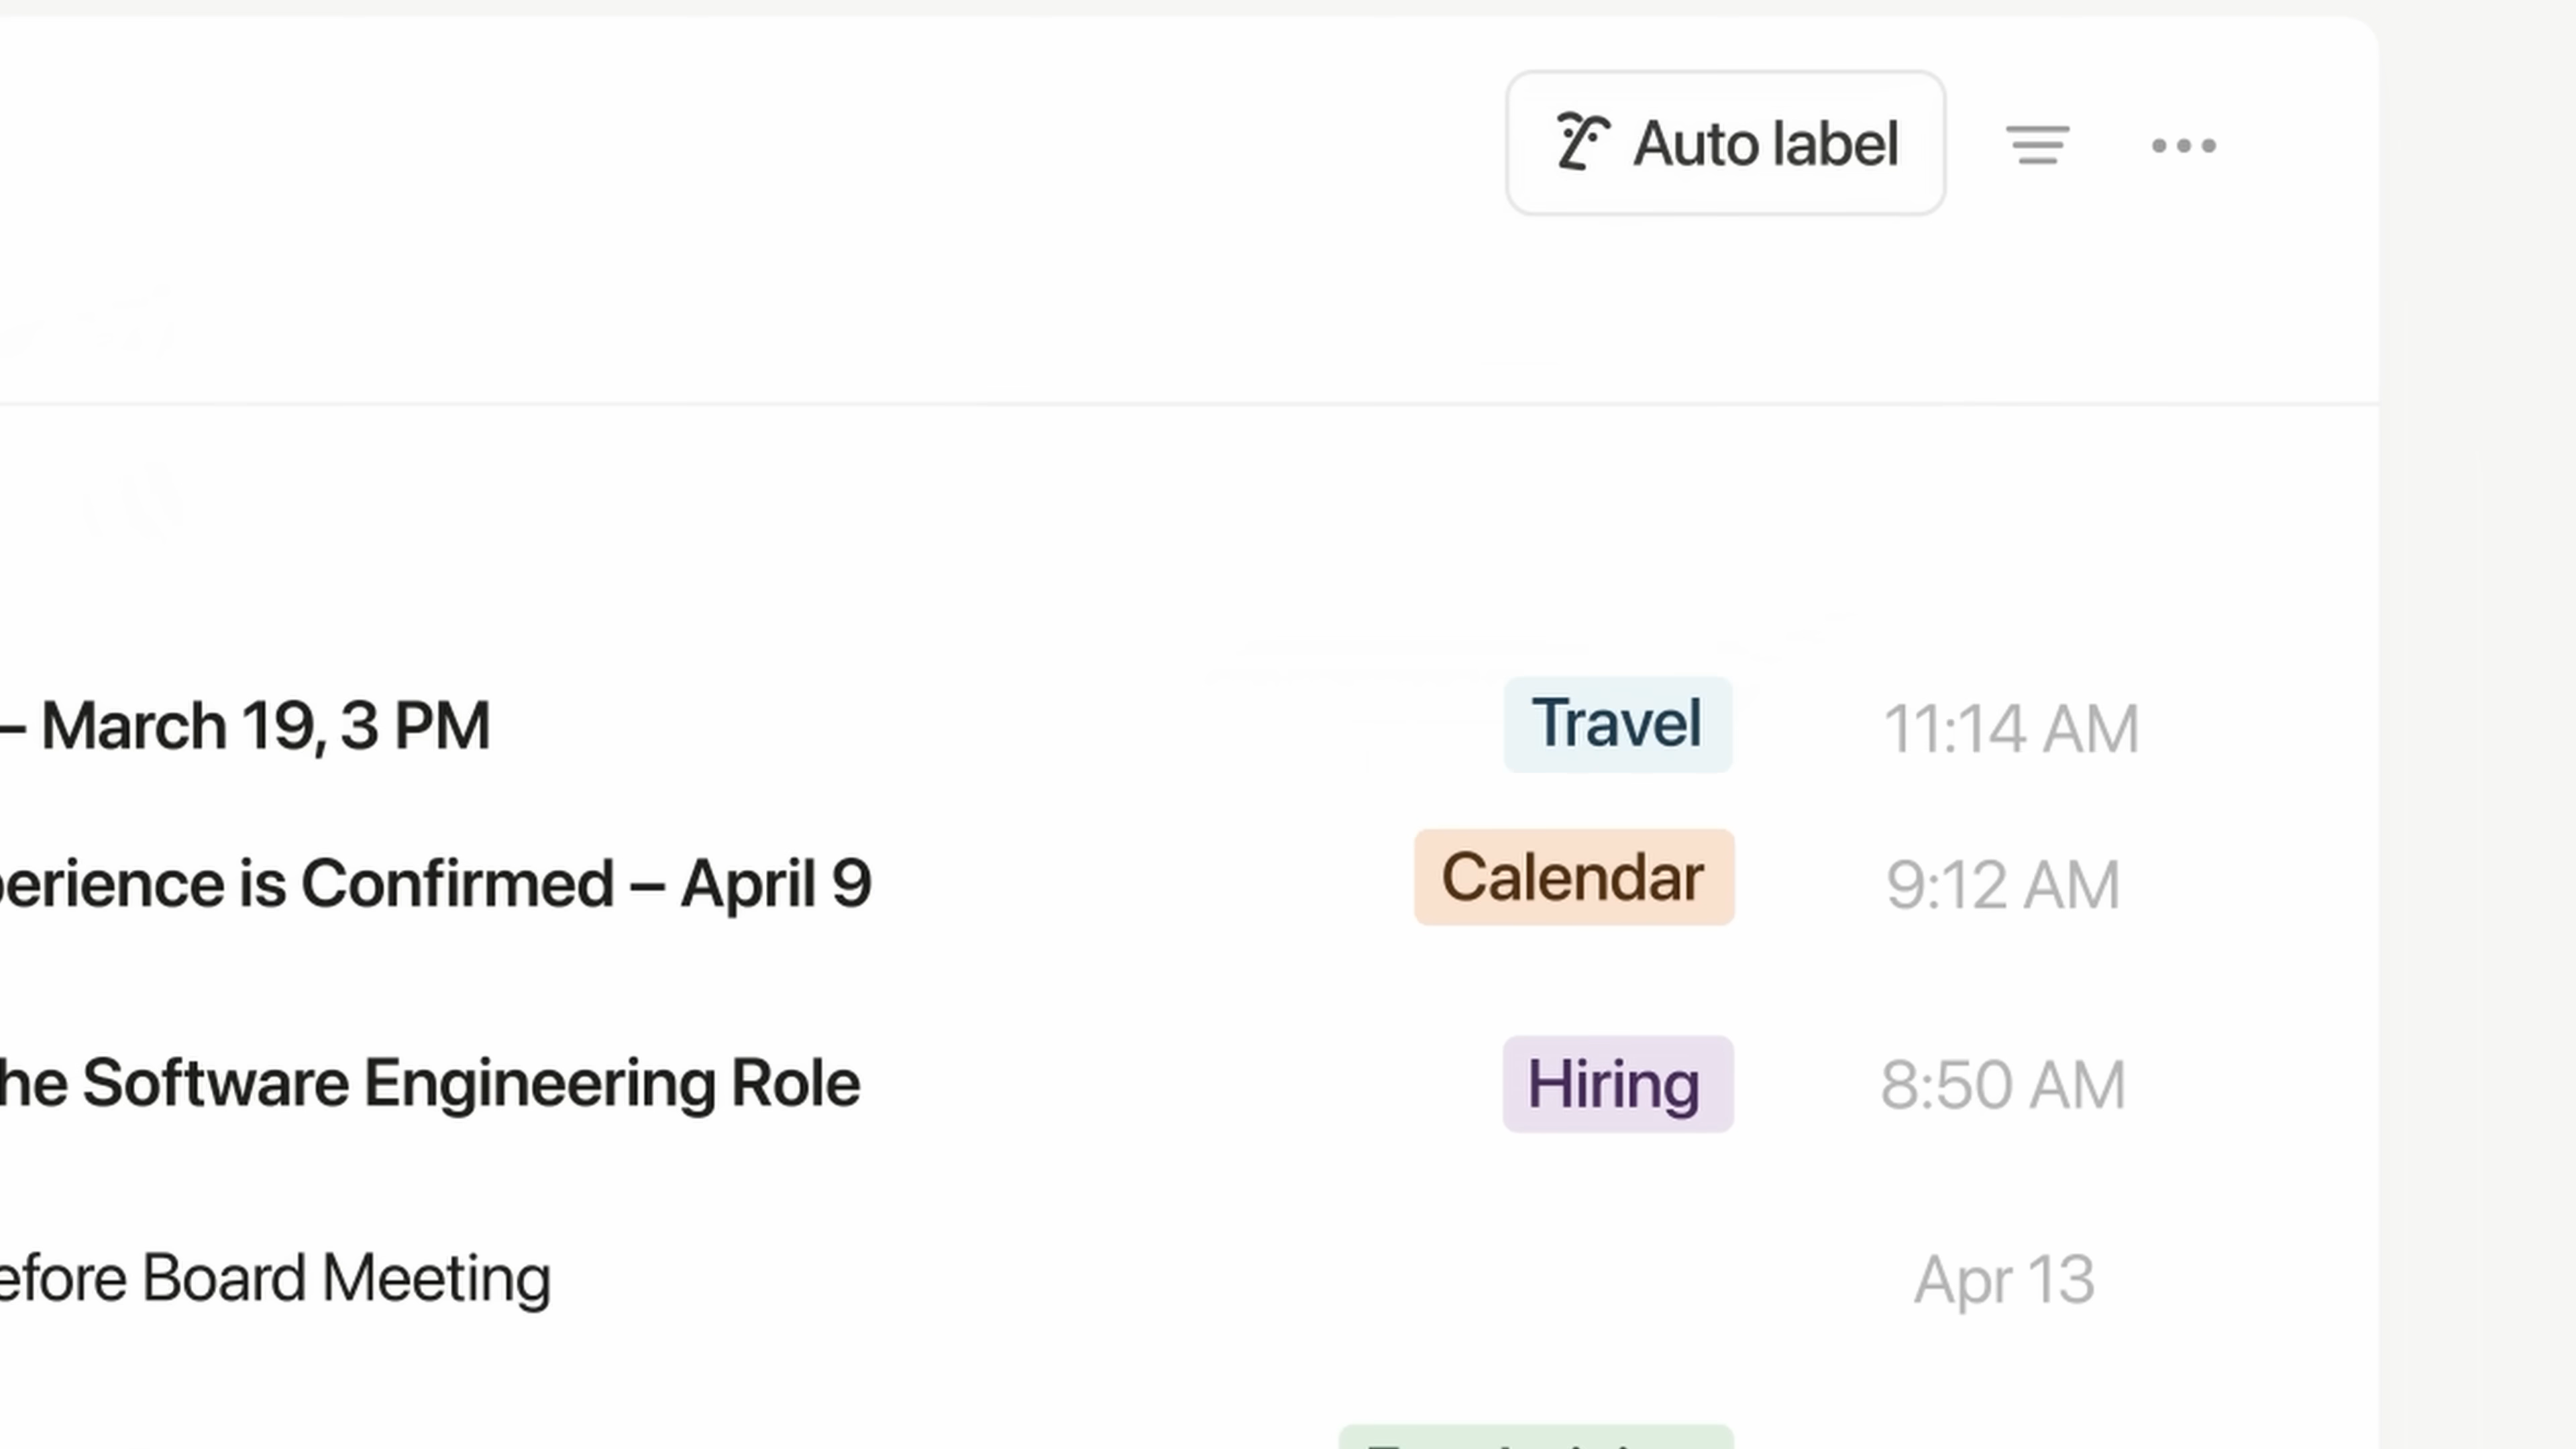 Auto label
– March 19, 3 PM Travel 11:14 AM
perience is Confirmed – April 9 Calendar 9:12 AM
he Software Engineering Role Hiring 8:50 AM
efore Board Meeting Apr 13